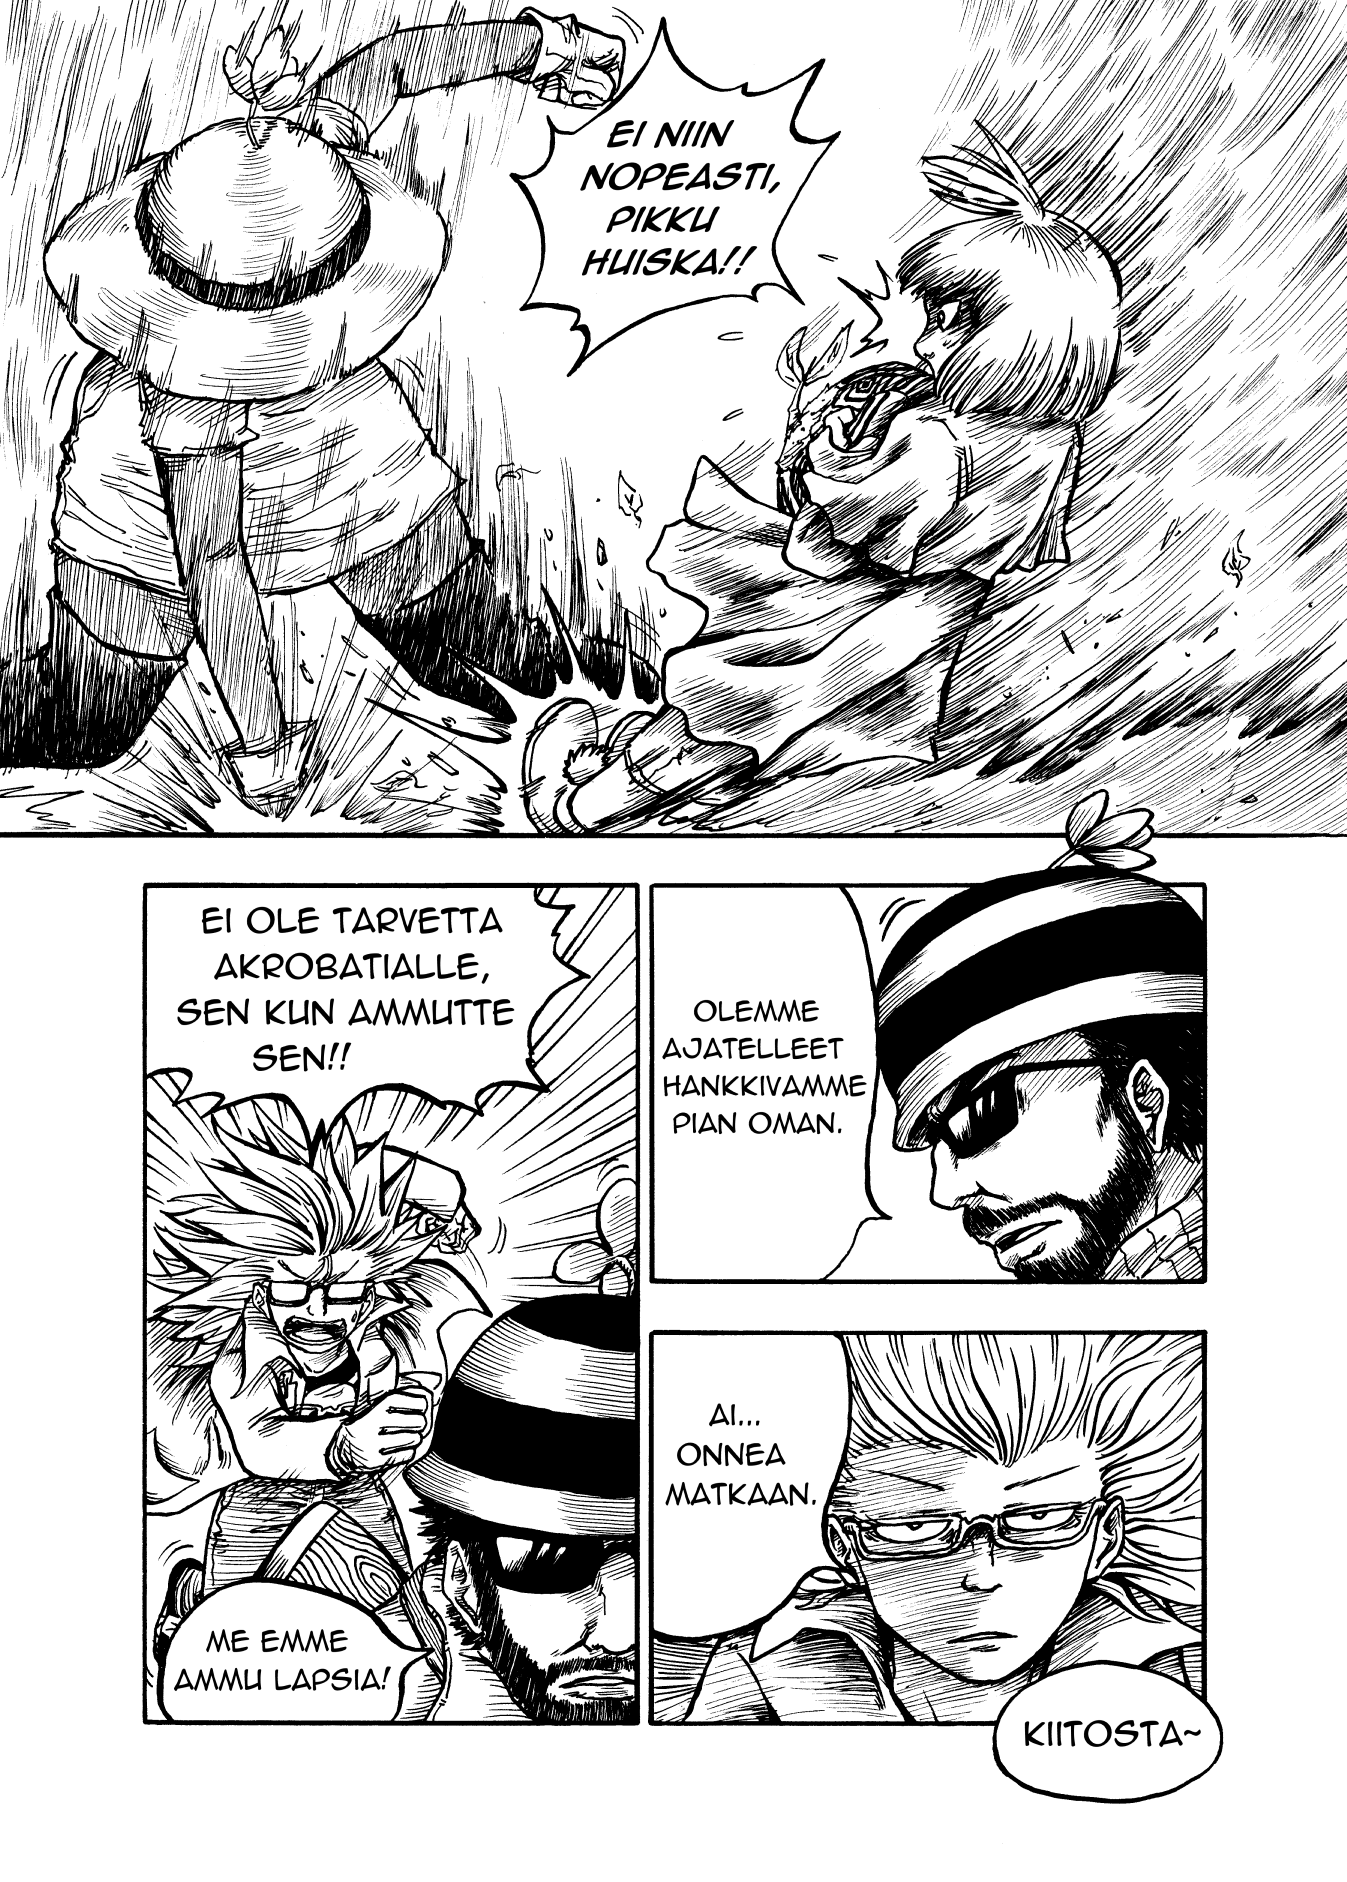 EI NIIN
NOPEASTI,
PIKKU
HUISKA!!
EI OLE TARVETTA
AKROBATIALLE,
SEN KUN AMMUTTE
SEN!!
ME EMME
AMMU LAPSIA!
OLEMME
AJATELLEET
HANKKIVAMME
PIAN OMAN.
AI...
ONNEA
MATKAAN.
KIITOSTA~